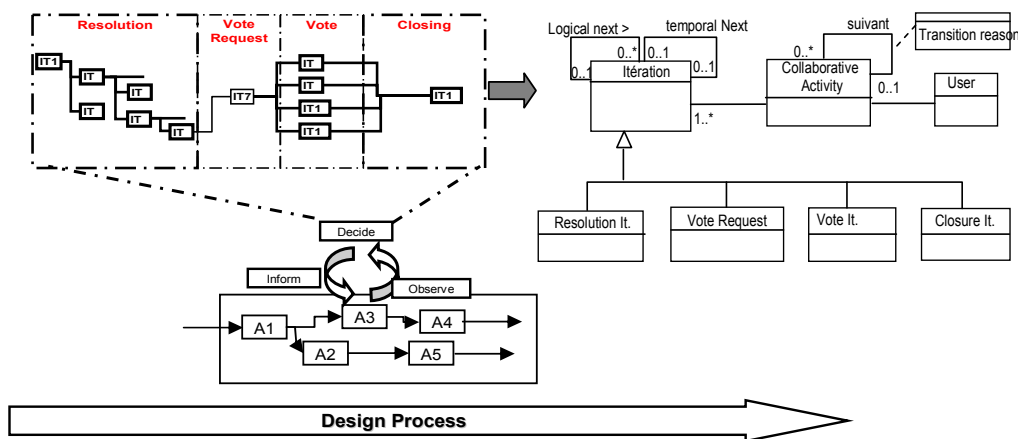 Resolution
Vote Request
Vote
Closing
IT1
IT
IT
IT
IT
IT
IT7
IT
IT
IT1
IT1
IT1
Decide
Inform
Observe
A1
A3
A4
A2
A5
Design Process
Logical next >
temporal Next
0..*
0..1
0..1
0..1
Itération
1..*
suivant
0..*
Transition reason
Collaborative
Activity
0..1
User
Resolution It.
Vote Request
Vote It.
Closure It.